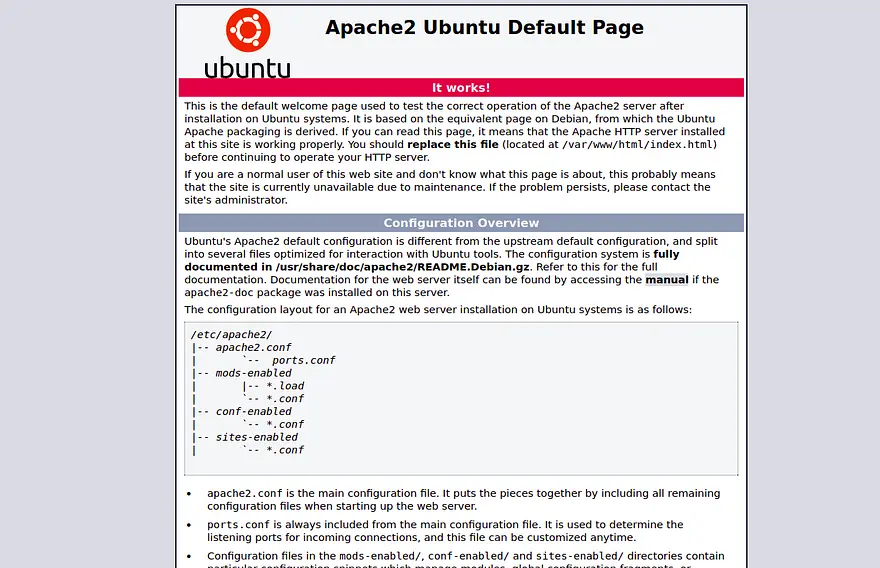 ubuntu
Apache2 Ubuntu Default Page
It works!
This is the default welcome page used to test the correct operation of the Apache2 server after
installation on Ubuntu systems. It is based on the equivalent page on Debian, from which the Ubuntu
Apache packaging is derived. If you can read this page, it means that the Apache HTTP server installed
at this site is working properly. You should replace this file (located at /var/www/html/index.html)
before continuing to operate your HTTP server.
If you are a normal user of this web site and don't know what this page is about, this probably means
that the site is currently unavailable due to maintenance. If the problem persists, please contact the
site's administrator.
Configuration Overview
Ubuntu's Apache2 default configuration is different from the upstream default configuration, and split
into several files optimized for interaction with Ubuntu tools. The configuration system is fully
documented in /usr/share/doc/apache2/README.Debian.gz. Refer to this for the full
documentation. Documentation for the web server itself can be found by accessing the manual if the
apache2-doc package was installed on this server.
The configuration layout for an Apache2 web server installation on Ubuntu systems is as follows:
/etc/apache2/
|-- apache2.conf
|       `--  ports.conf
|-- mods-enabled
|       |-- *.load
|       `-- *.conf
|-- conf-enabled
|       `-- *.conf
|-- sites-enabled
|       `-- *.conf
• apache2.conf is the main configuration file. It puts the pieces together by including all remaining
configuration files when starting up the web server.
• ports.conf is always included from the main configuration file. It is used to determine the
listening ports for incoming connections, and this file can be customized anytime.
• Configuration files in the mods-enabled/, conf-enabled/ and sites-enabled/ directories contain
particular configuration snippets which manage modules, global configuration fragments, or